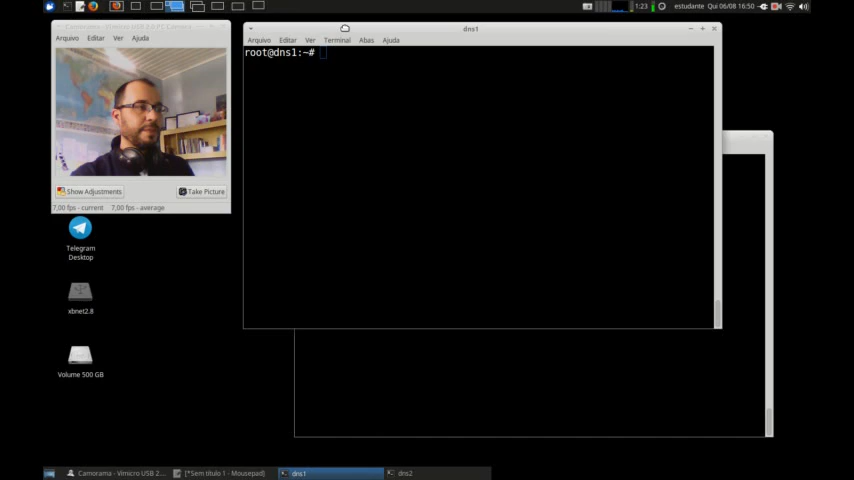 1:23 estudante Qui 06/08 16:50
Camorama - Vimicro USB 2.0 PC Camera
Arquivo Editar Ver Ajuda
Show Adjustments Take Picture
7,00 fps - current 7,00 fps - average
dns1
Arquivo Editar Ver Terminal Abas Ajuda
root@dns1:~#
Telegram
Desktop
xbnet2.8
Volume 500 GB
Camorama - Vimicro USB 2.... [*Sem título 1 - Mousepad] dns1 dns2